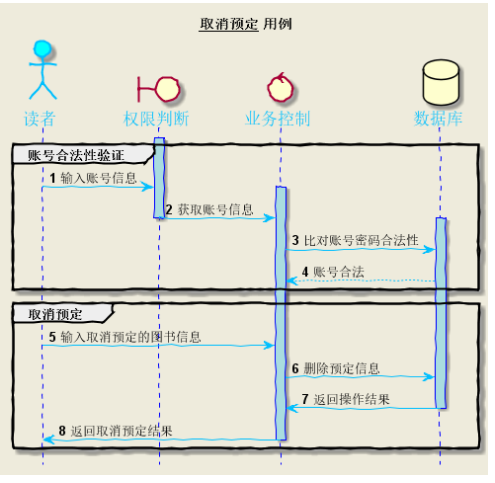 取消预定 用例
读者 权限判断 业务控制 数据库
账号合法性验证
1 输入账号信息
2 获取账号信息
3 比对账号密码合法性
4 账号合法
取消预定
5 输入取消预定的图书信息
6 删除预定信息
7 返回操作结果
8 返回取消预定结果